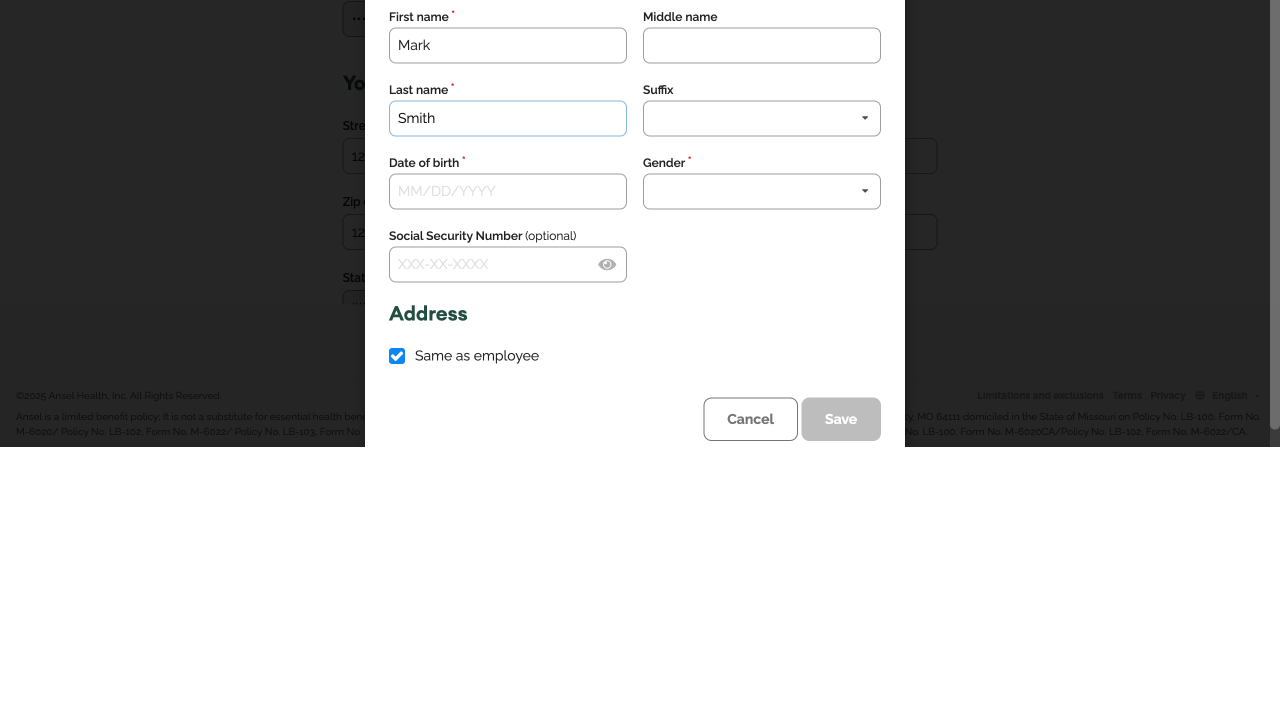 First name *
Middle name
Mark
Last name *
Suffix
Smith
Date of birth *
Gender *
MM/DD/YYYY
Social Security Number (optional)
XXX-XX-XXXX
Address
Same as employee
Cancel
Save
Yo
Stre
12
Zip
12
Stat
©2025 Ansel Health, Inc. All Rights Reserved.
Limitations and exclusions Terms Privacy English
Ansel is a limited benefit policy; it is not a substitute for essential health bene
y, MO 64111 domiciled in the State of Missouri on Policy No. LB-100, Form No.
M-6020/ Policy No. LB-102, Form No. M-6022/ Policy No. LB-103, Form No.
No. LB-100, Form No. M-6020CA/Policy No. LB-102, Form No. M-6022/CA.